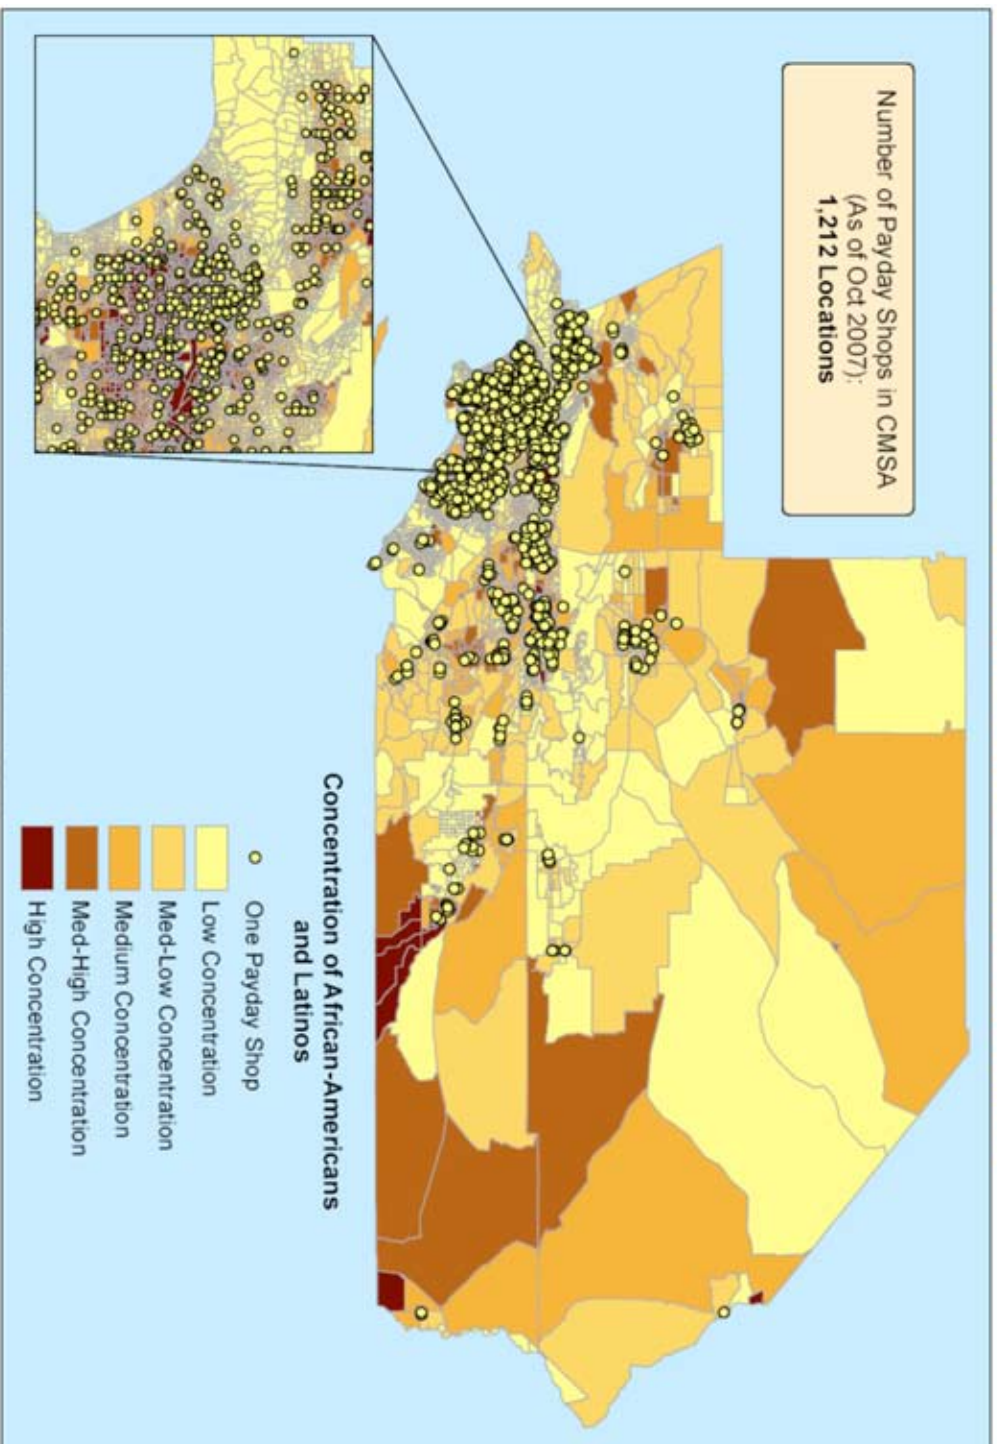 Number of Payday Shops in CMSA
(As of Oct 2007):
1,212 Locations
Concentration of African-Americans
and Latinos
One Payday Shop
Low Concentration
Med-Low Concentration
Medium Concentration
Med-High Concentration
High Concentration